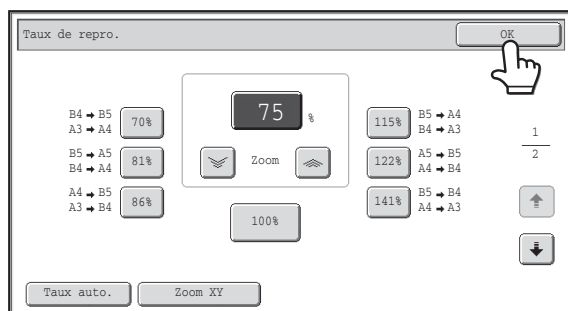 Taux de repro.
OK
B4 → B5
A3 → A4
70%
B5 → A5
B4 → A4
81%
A4 → B5
A3 → B4
86%
75 %
Zoom
100%
115%
B5 → A4
B4 → A3
122%
A5 → B5
A4 → B4
141%
B5 → B4
A4 → A3
1
2
Taux auto.
Zoom XY